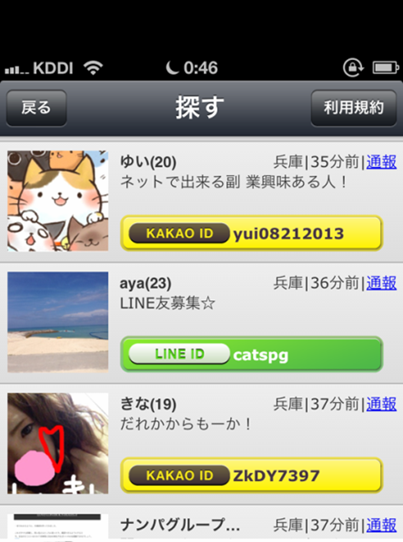 KDDI 0:46
戻る 探す 利用規約
ゆい(20) 兵庫|35分前|通報
ネットで出来る副 業興味ある人！
KAKAO ID yui08212013
aya(23) 兵庫|36分前|通報
LINE友募集☆
LINE ID catspg
きな(19) 兵庫|37分前|通報
だれかからもーか！
KAKAO ID ZkDY7397
ナンパグループ... 兵庫|37分前|通報